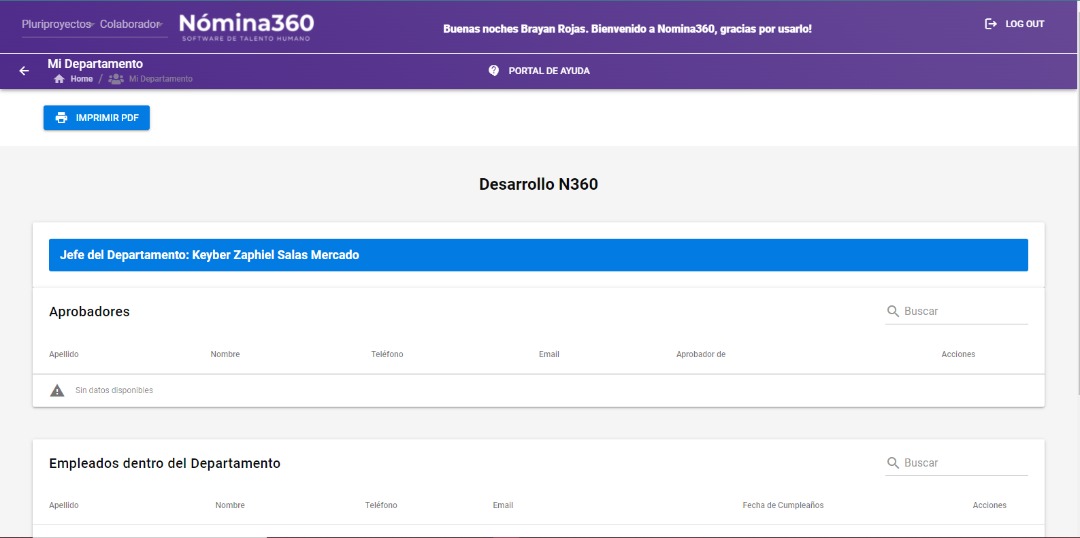 Pluriproyectos Colaborador Nómina360
SOFTWARE DE TALENTO HUMANO
Buenas noches Brayan Rojas. Bienvenido a Nomina360, gracias por usarlo!
LOG OUT
Mi Departamento
Home / Mi Departamento
PORTAL DE AYUDA
IMPRIMIR PDF
Desarrollo N360
Jefe del Departamento: Keyber Zaphiel Salas Mercado
Aprobadores Buscar
Apellido Nombre Teléfono Email Aprobador de Acciones
Sin datos disponibles
Empleados dentro del Departamento Buscar
Apellido Nombre Teléfono Email Fecha de Cumpleaños Acciones